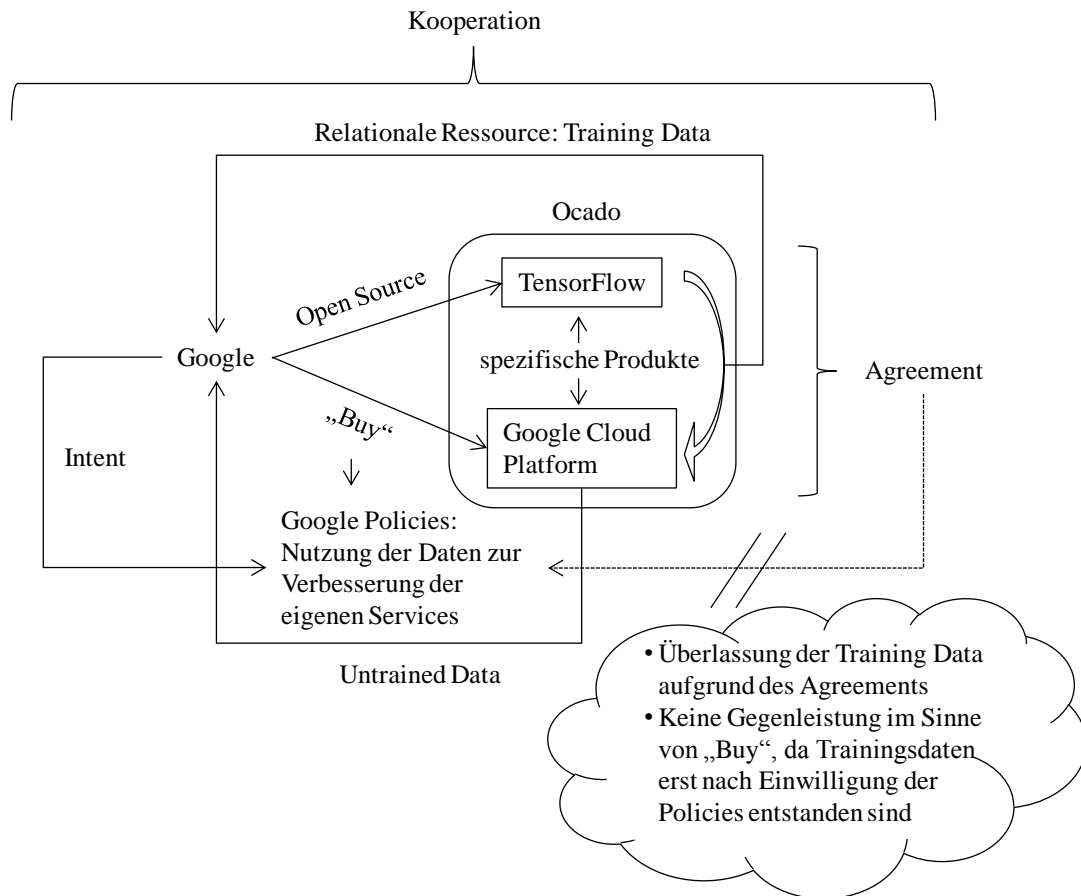 Kooperation
Relationale Ressource: Training Data
Ocado
TensorFlow
Open Source
Google
spezifische Produkte
Agreement
„Buy“
Google Cloud
Platform
Intent
Google Policies:
Nutzung der Daten zur
Verbesserung der
eigenen Services
Untrained Data
• Überlassung der Training Data
aufgrund des Agreements
• Keine Gegenleistung im Sinne
von „Buy“, da Trainingsdaten
erst nach Einwilligung der
Policies entstanden sind